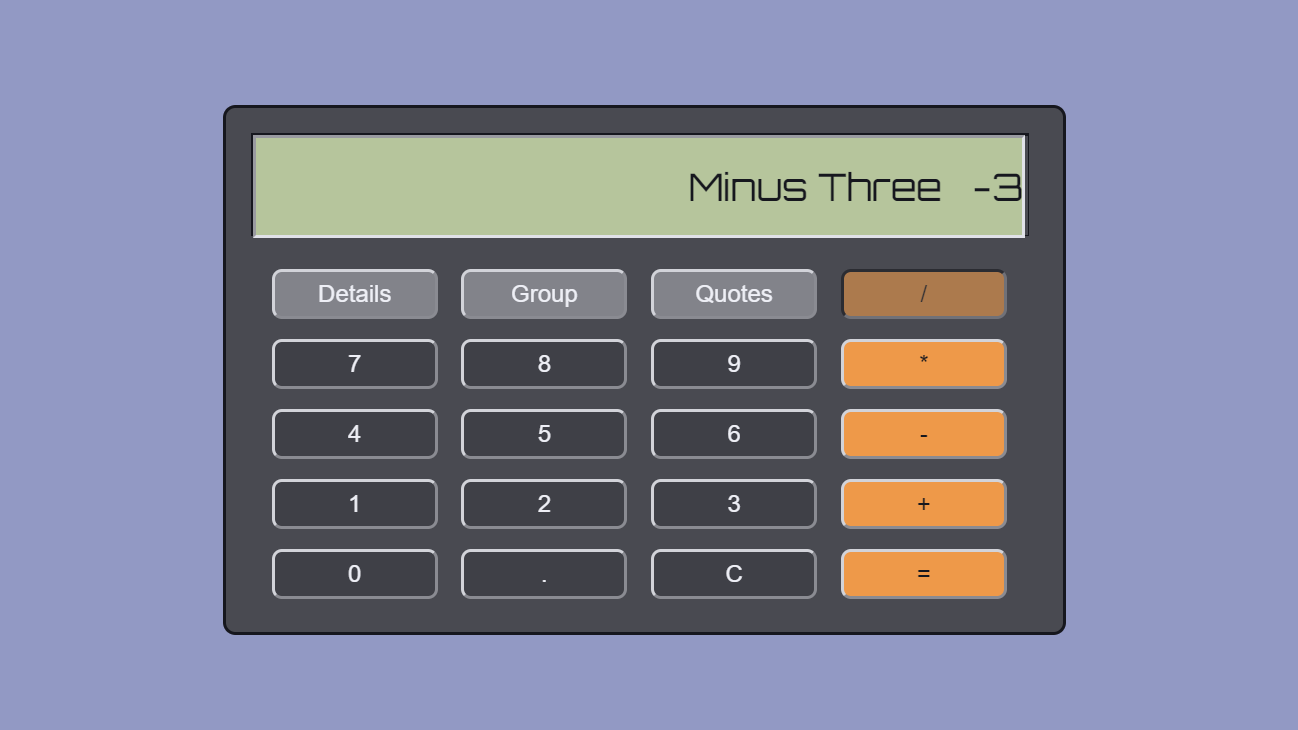 Minus Three -3
Details Group Quotes /
7 8 9 *
4 5 6 -
1 2 3 +
0 . C =